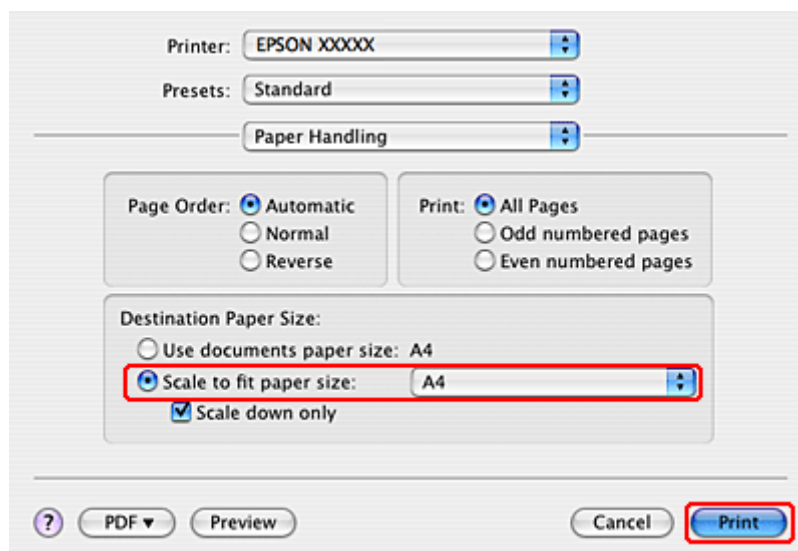 Printer: EPSON XXXXX
Presets: Standard
Paper Handling
Page Order: Automatic
Normal
Reverse
Print: All Pages
Odd numbered pages
Even numbered pages
Destination Paper Size:
Use documents paper size: A4
Scale to fit paper size: A4
Scale down only
? PDF ▼ Preview Cancel Print